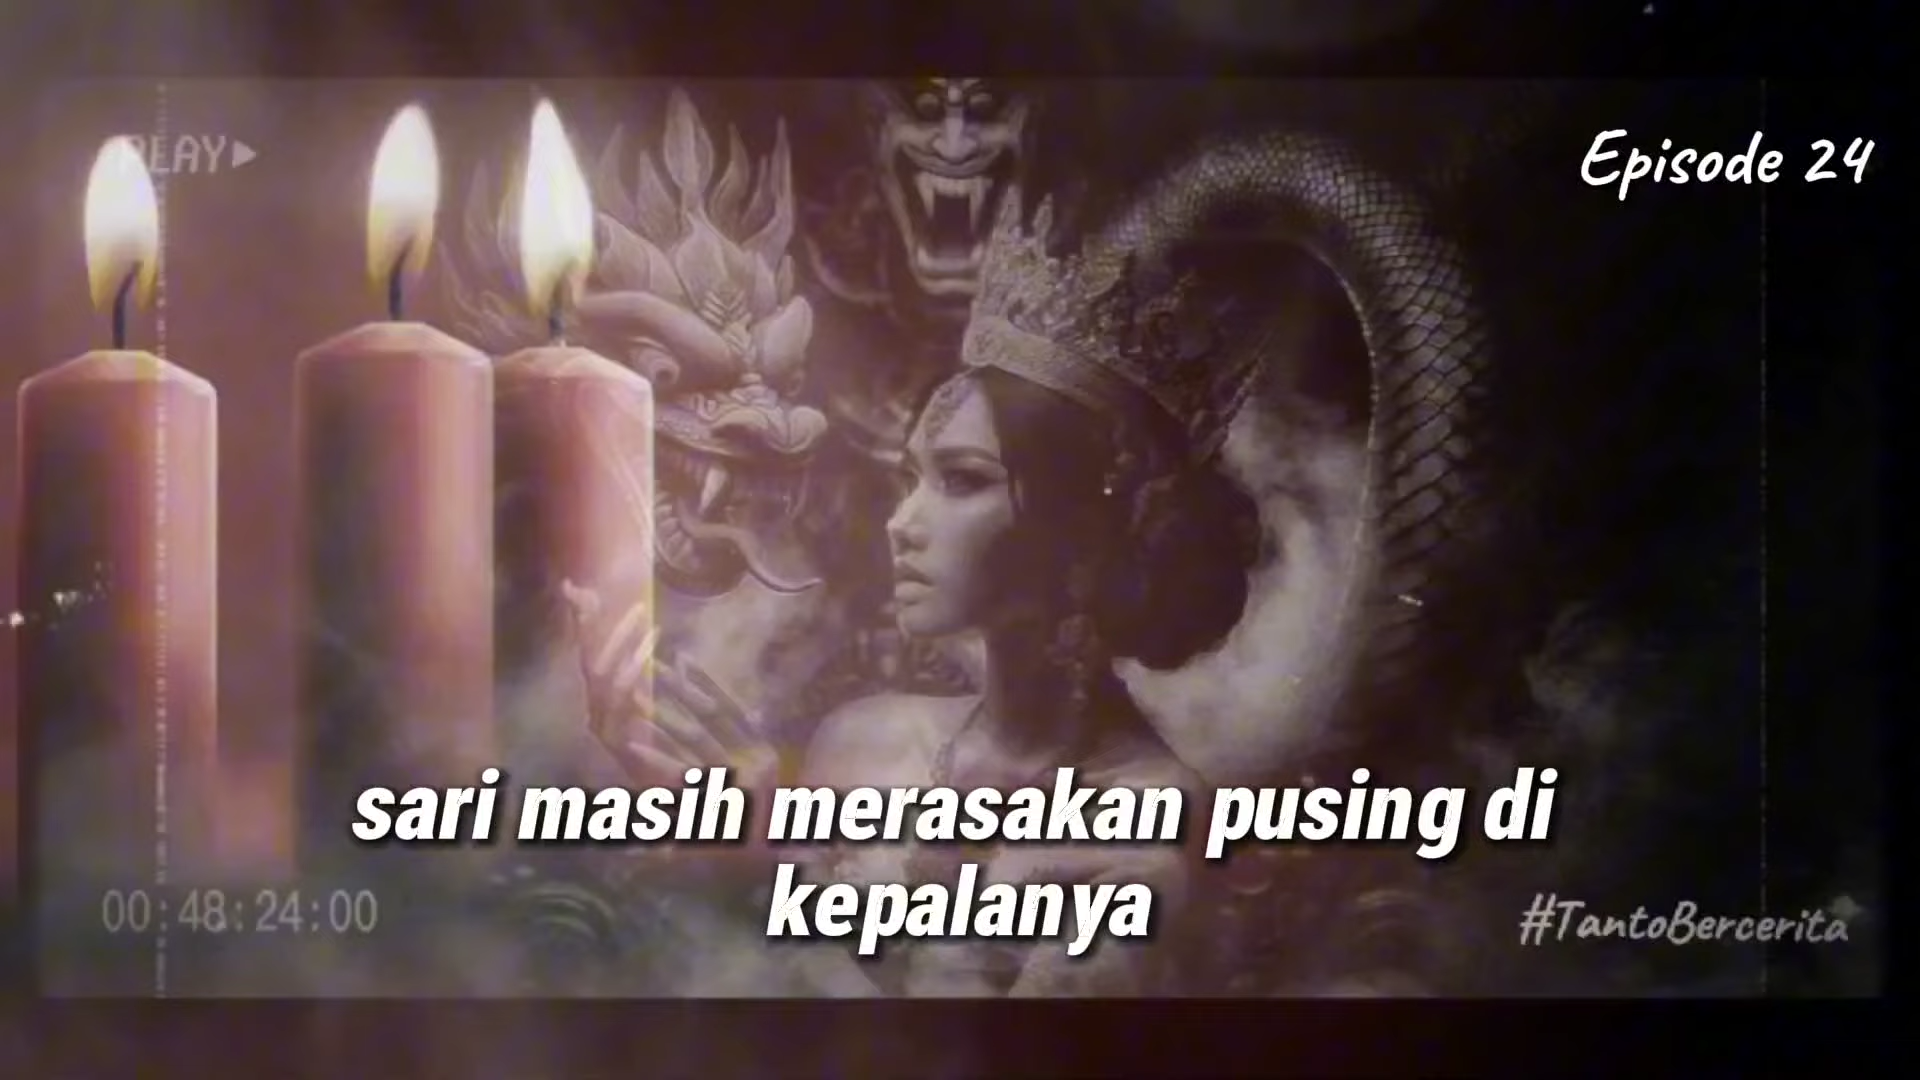 PLAY
Episode 24
sari masih merasakan pusing di
kepalanya
00:48:24:00
#TantoBercerita